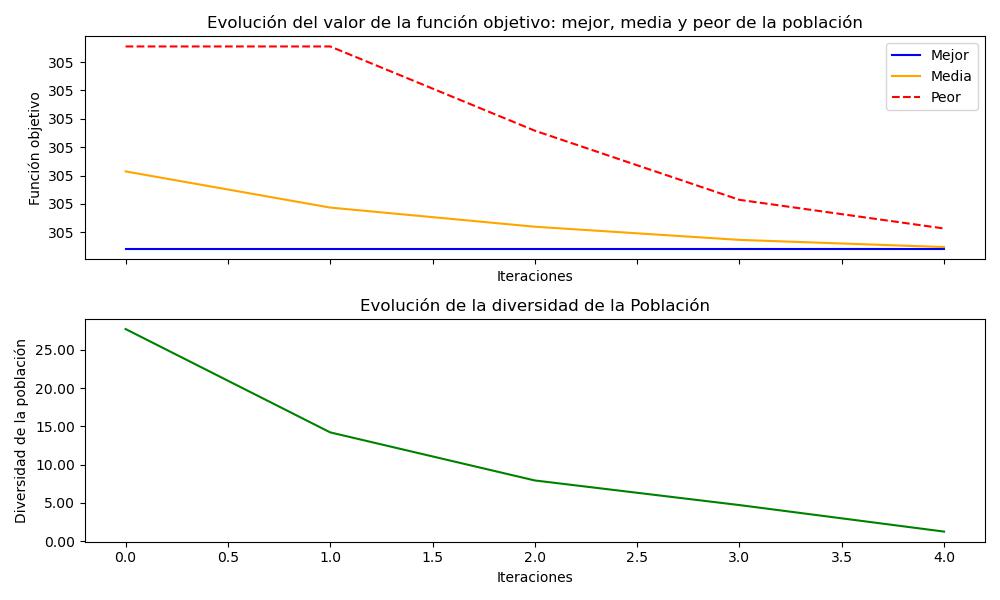 Evolución del valor de la función objetivo: mejor, media y peor de la población
305
305
305
305
305
305
305
Función objetivo
Mejor
Media
Peor
Iteraciones
Evolución de la diversidad de la Población
25.00
20.00
15.00
10.00
5.00
0.00
Diversidad de la población
0.0 0.5 1.0 1.5 2.0 2.5 3.0 3.5 4.0
Iteraciones